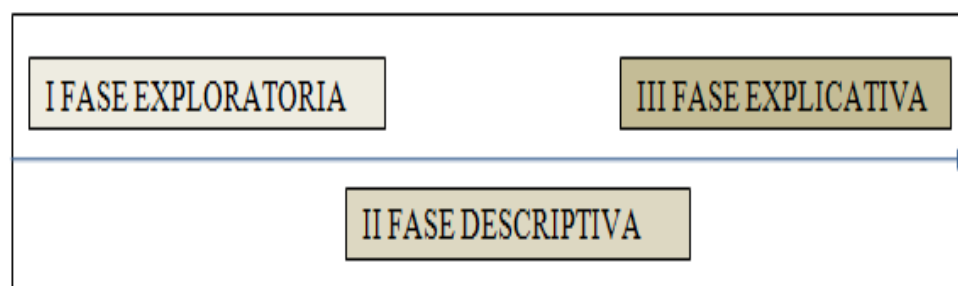 I FASE EXPLORATORIA
III FASE EXPLICATIVA
II FASE DESCRIPTIVA